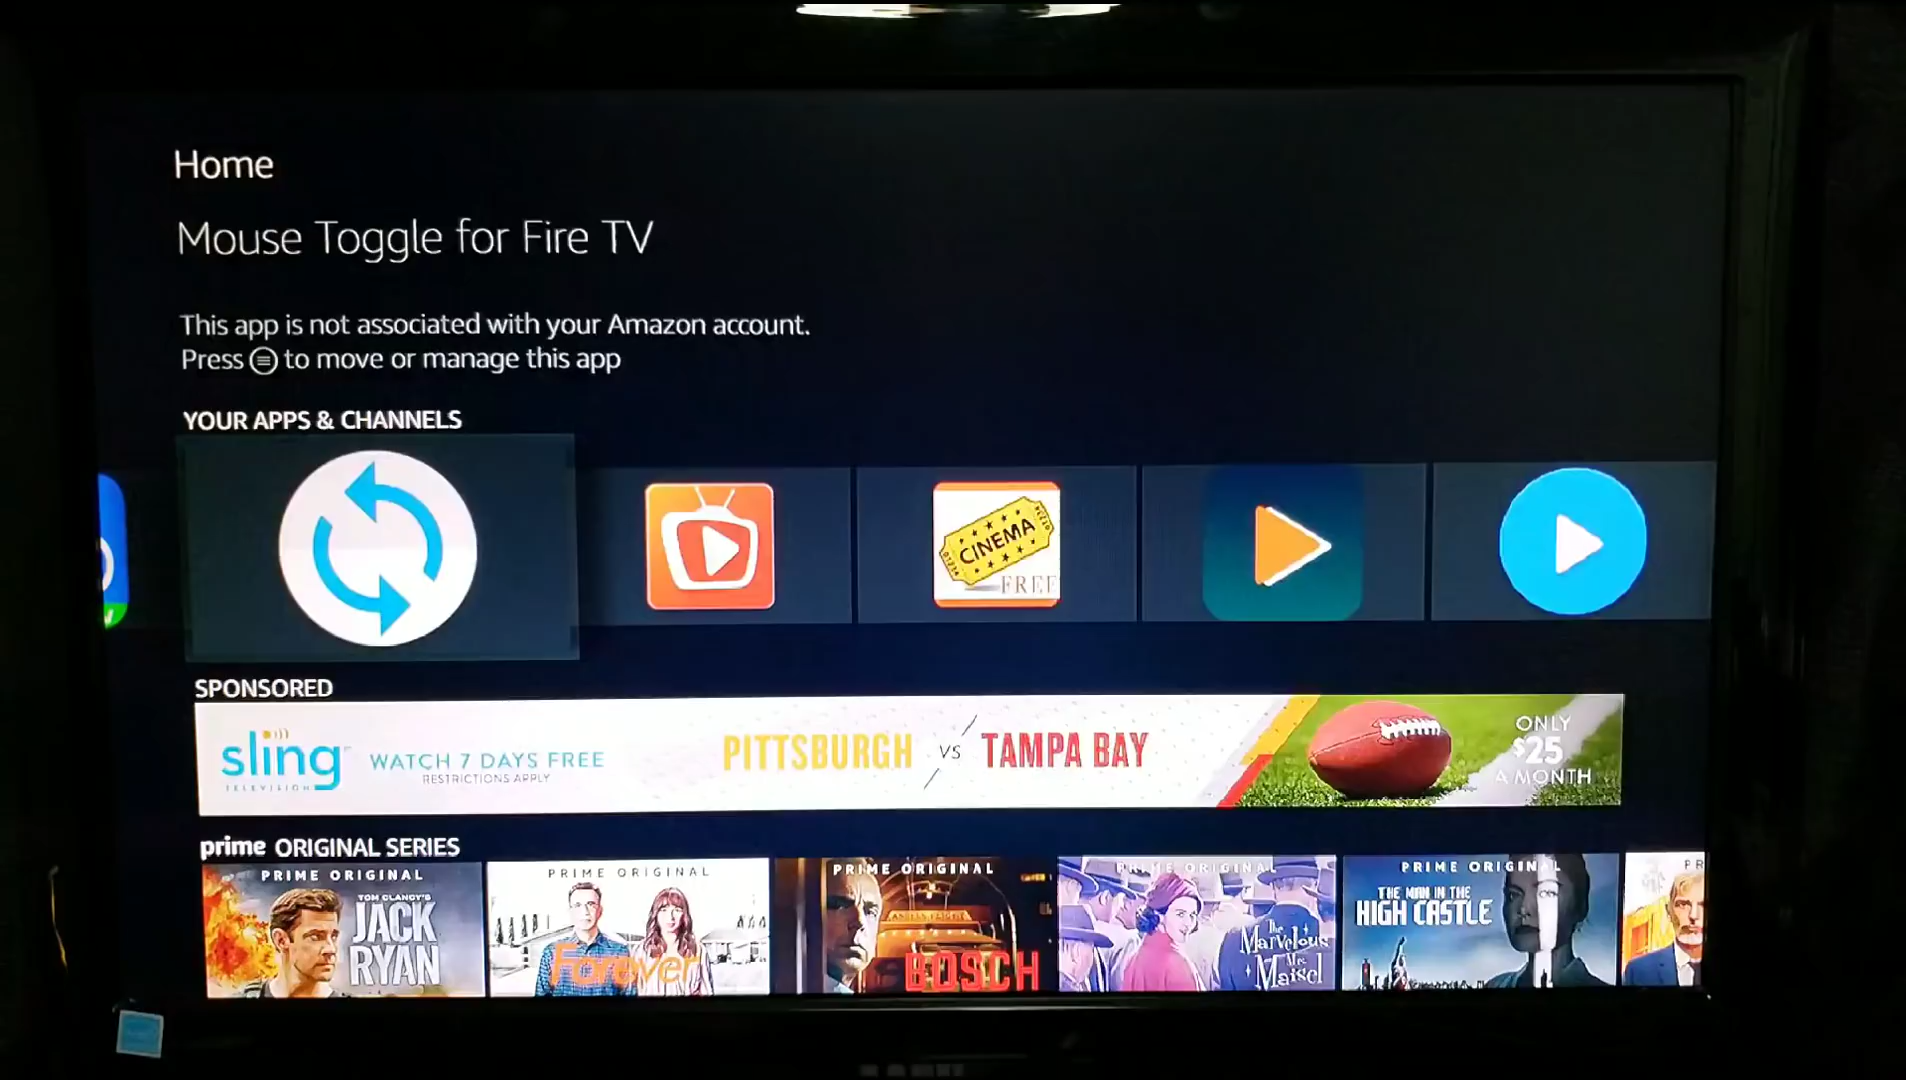 Home
Mouse Toggle for Fire TV
This app is not associated with your Amazon account.
Press to move or manage this app
YOUR APPS & CHANNELS
CINEMA
FREE
SPONSORED
sling
TELEVISION
WATCH 7 DAYS FREE
RESTRICTIONS APPLY
PITTSBURGH VS TAMPA BAY
ONLY
$25
A MONTH
prime ORIGINAL SERIES
PRIME ORIGINAL
TOM CLANCY'S
JACK
RYAN
PRIME ORIGINAL
Forever
PRIME ORIGINAL
BOSCH
PRIME ORIGINAL
The
Marvelous
Mrs.
Maisel
PRIME ORIGINAL
THE MAN IN THE
HIGH CASTLE
PR